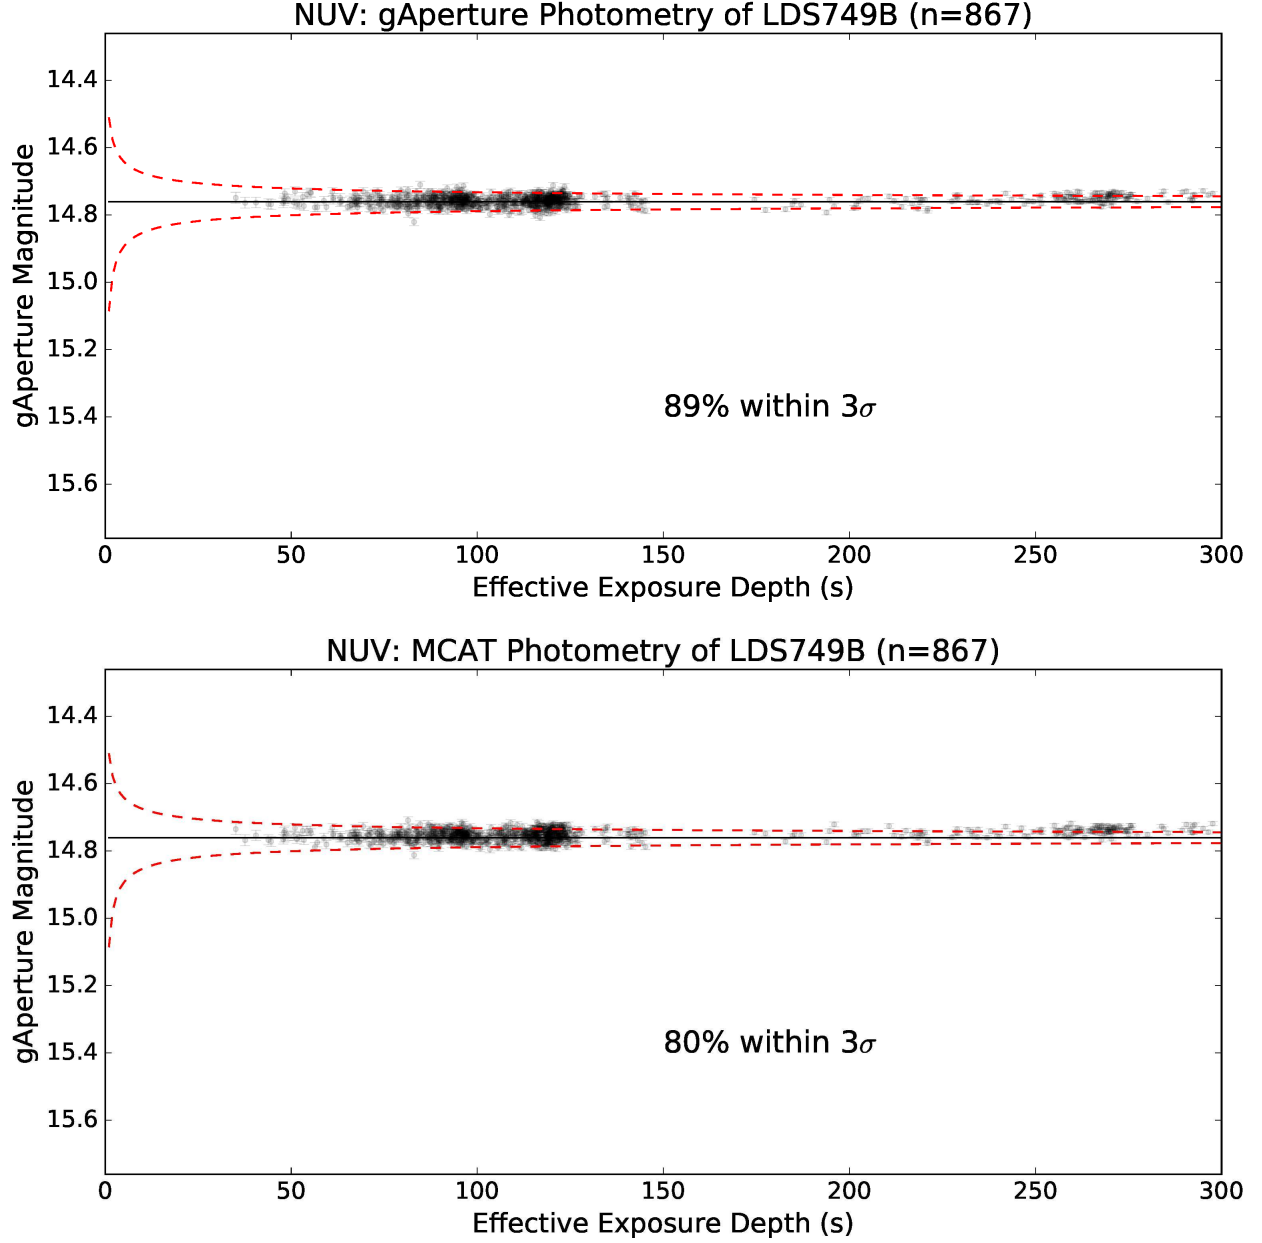 NUV: gAperture Photometry of LDS749B (n=867)
gAperture Magnitude
14.4
14.6
14.8
15.0
15.2
15.4
15.6
89% within 3σ
0 50 100 150 200 250 300
Effective Exposure Depth (s)
NUV: MCAT Photometry of LDS749B (n=867)
gAperture Magnitude
14.4
14.6
14.8
15.0
15.2
15.4
15.6
80% within 3σ
0 50 100 150 200 250 300
Effective Exposure Depth (s)